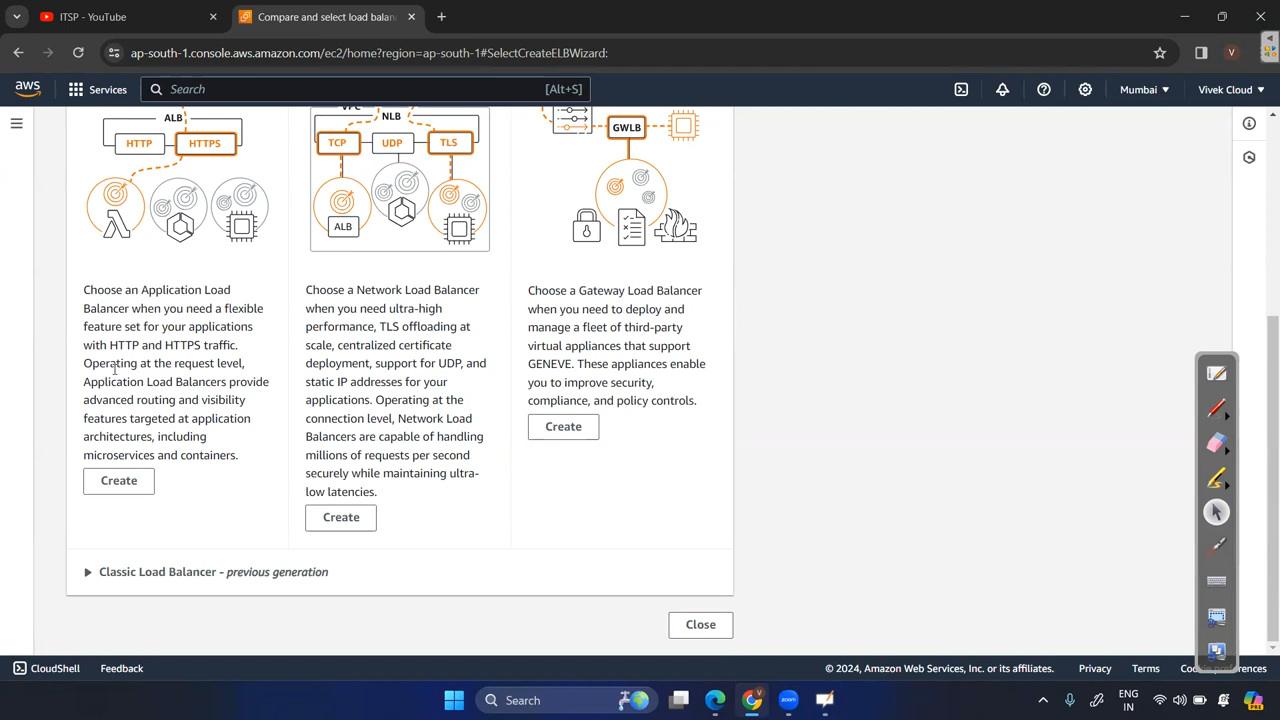 ITSP - YouTube
Compare and select load balanc
ap-south-1.console.aws.amazon.com/ec2/home?region=ap-south-1#SelectCreateELBWizard:
V
aws
Services
Search
[Alt+S]
Mumbai
Vivek Cloud
ALB
HTTP
HTTPS
VPC
NLB
TCP
UDP
TLS
ALB
GWLB
Choose an Application Load
Balancer when you need a flexible
feature set for your applications
with HTTP and HTTPS traffic.
Operating at the request level,
Application Load Balancers provide
advanced routing and visibility
features targeted at application
architectures, including
microservices and containers.
Create
Choose a Network Load Balancer
when you need ultra-high
performance, TLS offloading at
scale, centralized certificate
deployment, support for UDP, and
static IP addresses for your
applications. Operating at the
connection level, Network Load
Balancers are capable of handling
millions of requests per second
securely while maintaining ultra-
low latencies.
Create
Choose a Gateway Load Balancer
when you need to deploy and
manage a fleet of third-party
virtual appliances that support
GENEVE. These appliances enable
you to improve security,
compliance, and policy controls.
Create
Classic Load Balancer - previous generation
Close
CloudShell
Feedback
© 2024, Amazon Web Services, Inc. or its affiliates.
Privacy
Terms
Cookie preferences
Search
V
zoom
ENG
IN
PRE